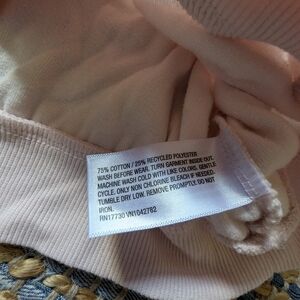 75% COTTON / 25% RECYCLED POLYESTER
WASH BEFORE WEAR. TURN GARMENT INSIDE OUT.
MACHINE WASH COLD WITH LIKE COLORS. GENTLE
CYCLE. ONLY NON CHLORINE BLEACH IF NEEDED.
TUMBLE DRY LOW. REMOVE PROMPTLY. DO NOT
IRON.
RN17730 VN1042782